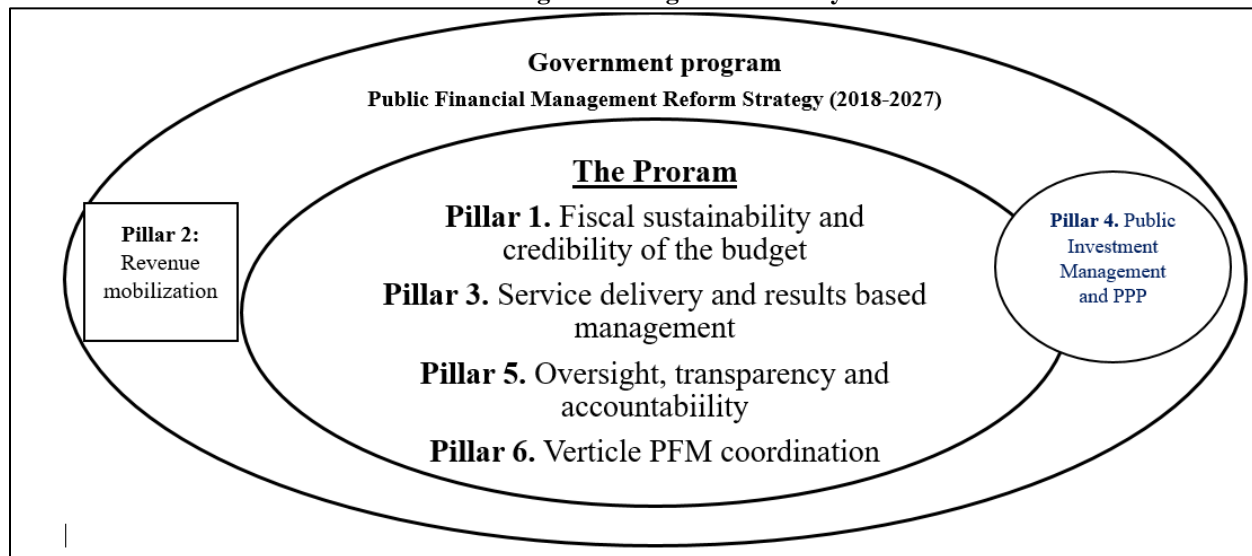 Government program
Public Financial Management Reform Strategy (2018-2027)
The Proram
Pillar 1. Fiscal sustainability and
credibility of the budget
Pillar 3. Service delivery and results based
management
Pillar 5. Oversight, transparency and
accountabiility
Pillar 6. Verticle PFM coordination
Pillar 2:
Revenue
mobilization
Pillar 4. Public
Investment
Management
and PPP